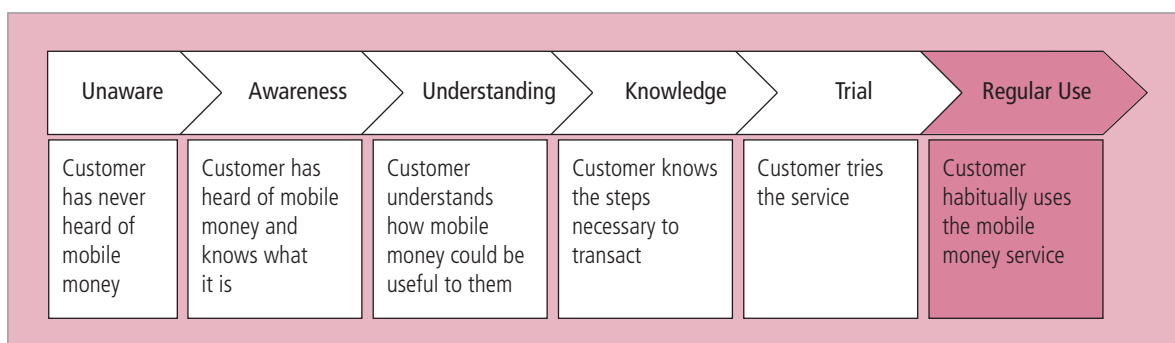 Unaware
Awareness
Understanding
Knowledge
Trial
Regular Use
Customer
has never
heard of
mobile
money
Customer has
heard of mobile
money and
knows what
it is
Customer
understands
how mobile
money could be
useful to them
Customer knows
the steps
necessary to
transact
Customer tries
the service
Customer
habitually uses
the mobile
money service